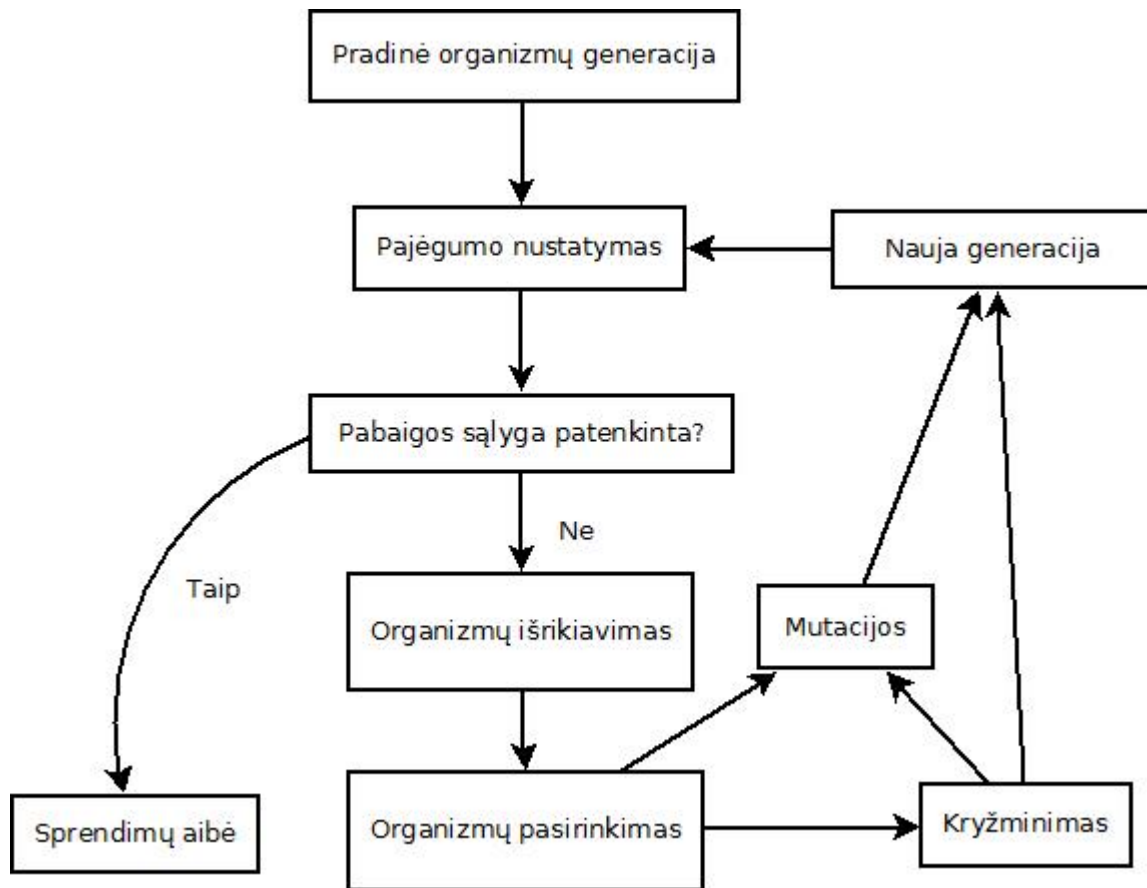 Pradinė organizmų generacija
Pajėgumo nustatymas
Nauja generacija
Pabaigos sąlyga patenkinta?
Ne
Taip
Organizmų išrikiavimas
Mutacijos
Sprendimų aibė
Organizmų pasirinkimas
Kryžminimas